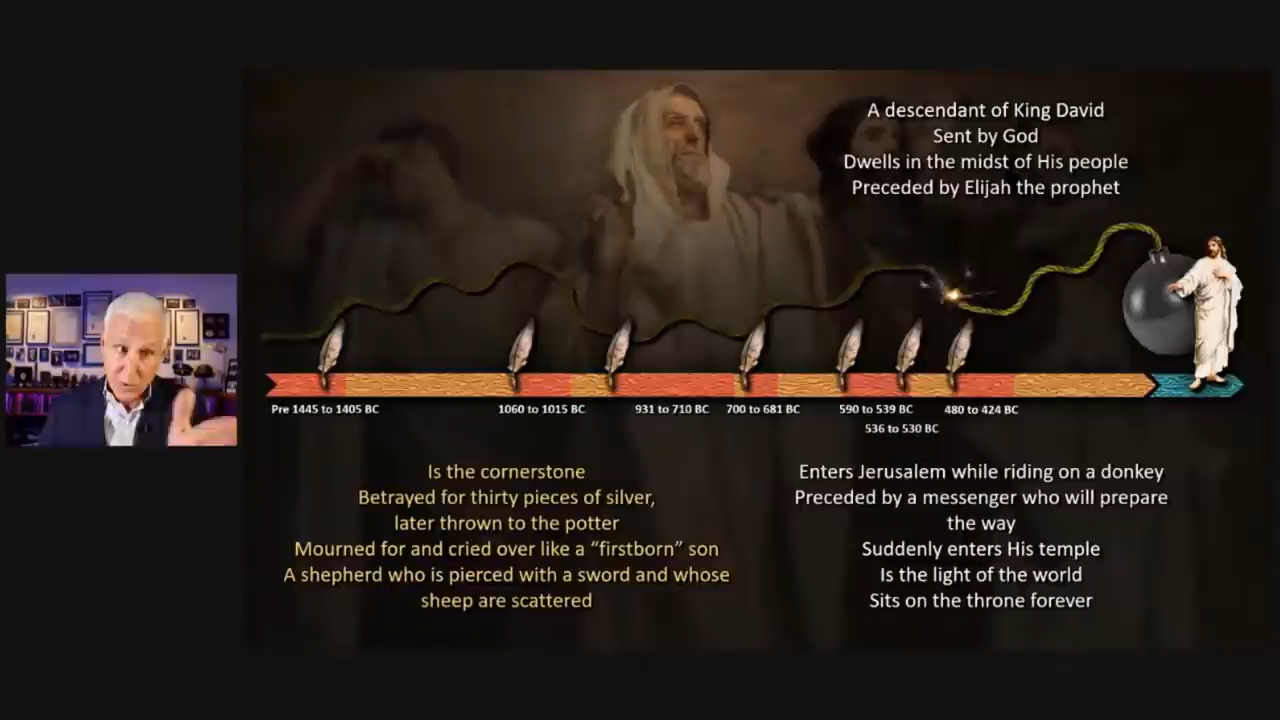 A descendant of King David
Sent by God
Dwells in the midst of His people
Preceded by Elijah the prophet
Pre 1445 to 1405 BC
1060 to 1015 BC
931 to 710 BC
700 to 681 BC
590 to 539 BC
480 to 424 BC
536 to 530 BC
Is the cornerstone
Betrayed for thirty pieces of silver,
later thrown to the potter
Mourned for and cried over like a “firstborn” son
A shepherd who is pierced with a sword and whose
sheep are scattered
Enters Jerusalem while riding on a donkey
Preceded by a messenger who will prepare
the way
Suddenly enters His temple
Is the light of the world
Sits on the throne forever